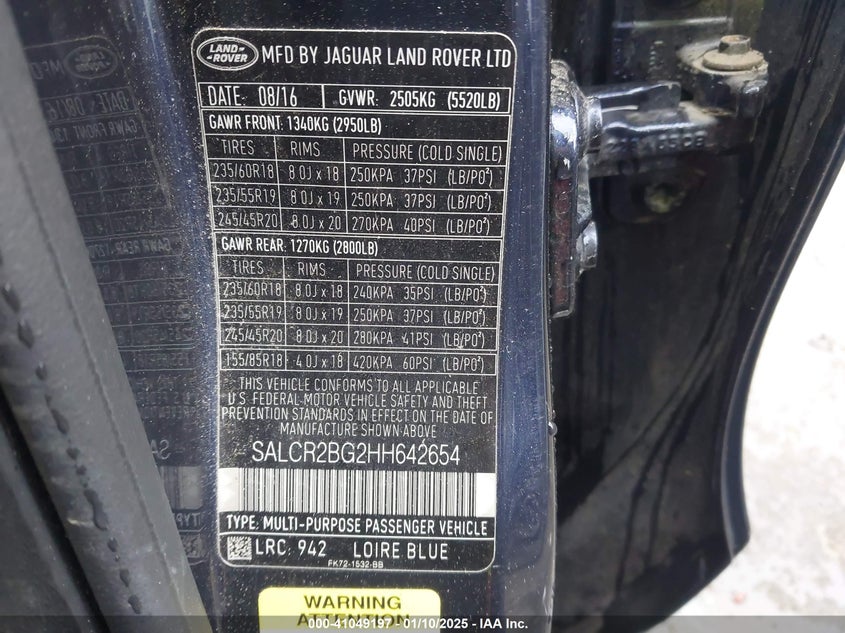 LAND-ROVER MFD BY JAGUAR LAND ROVER LTD
DATE: 08/16 GVWR: 2505KG (5520LB)
GAWR FRONT: 1340KG (2950LB)
TIRES RIMS PRESSURE (COLD SINGLE)
235/60R18 8.0J x 18 250KPA 37PSI (LB/PO²)
235/55R19 8.0J x 19 250KPA 37PSI (LB/PO²)
245/45R20 8.0J x 20 270KPA 40PSI (LB/PO²)
GAWR REAR: 1270KG (2800LB)
TIRES RIMS PRESSURE (COLD SINGLE)
235/60R18 8.0J x 18 240KPA 35PSI (LB/PO²)
235/55R19 8.0J x 19 250KPA 37PSI (LB/PO²)
245/45R20 8.0J x 20 280KPA 41PSI (LB/PO²)
155/85R18 4.0J x 18 420KPA 60PSI (LB/PO²)
THIS VEHICLE CONFORMS TO ALL APPLICABLE
U.S. FEDERAL MOTOR VEHICLE SAFETY AND THEFT
PREVENTION STANDARDS IN EFFECT ON THE DATE OF
MANUFACTURE SHOWN ABOVE
SALCR2BG2HH642654
TYPE: MULTI-PURPOSE PASSENGER VEHICLE
LRC: 942 LOIRE BLUE
FK72-1532-BB
WARNING
ATTENTION
000-41049197 - 01/10/2025 - IAA Inc.